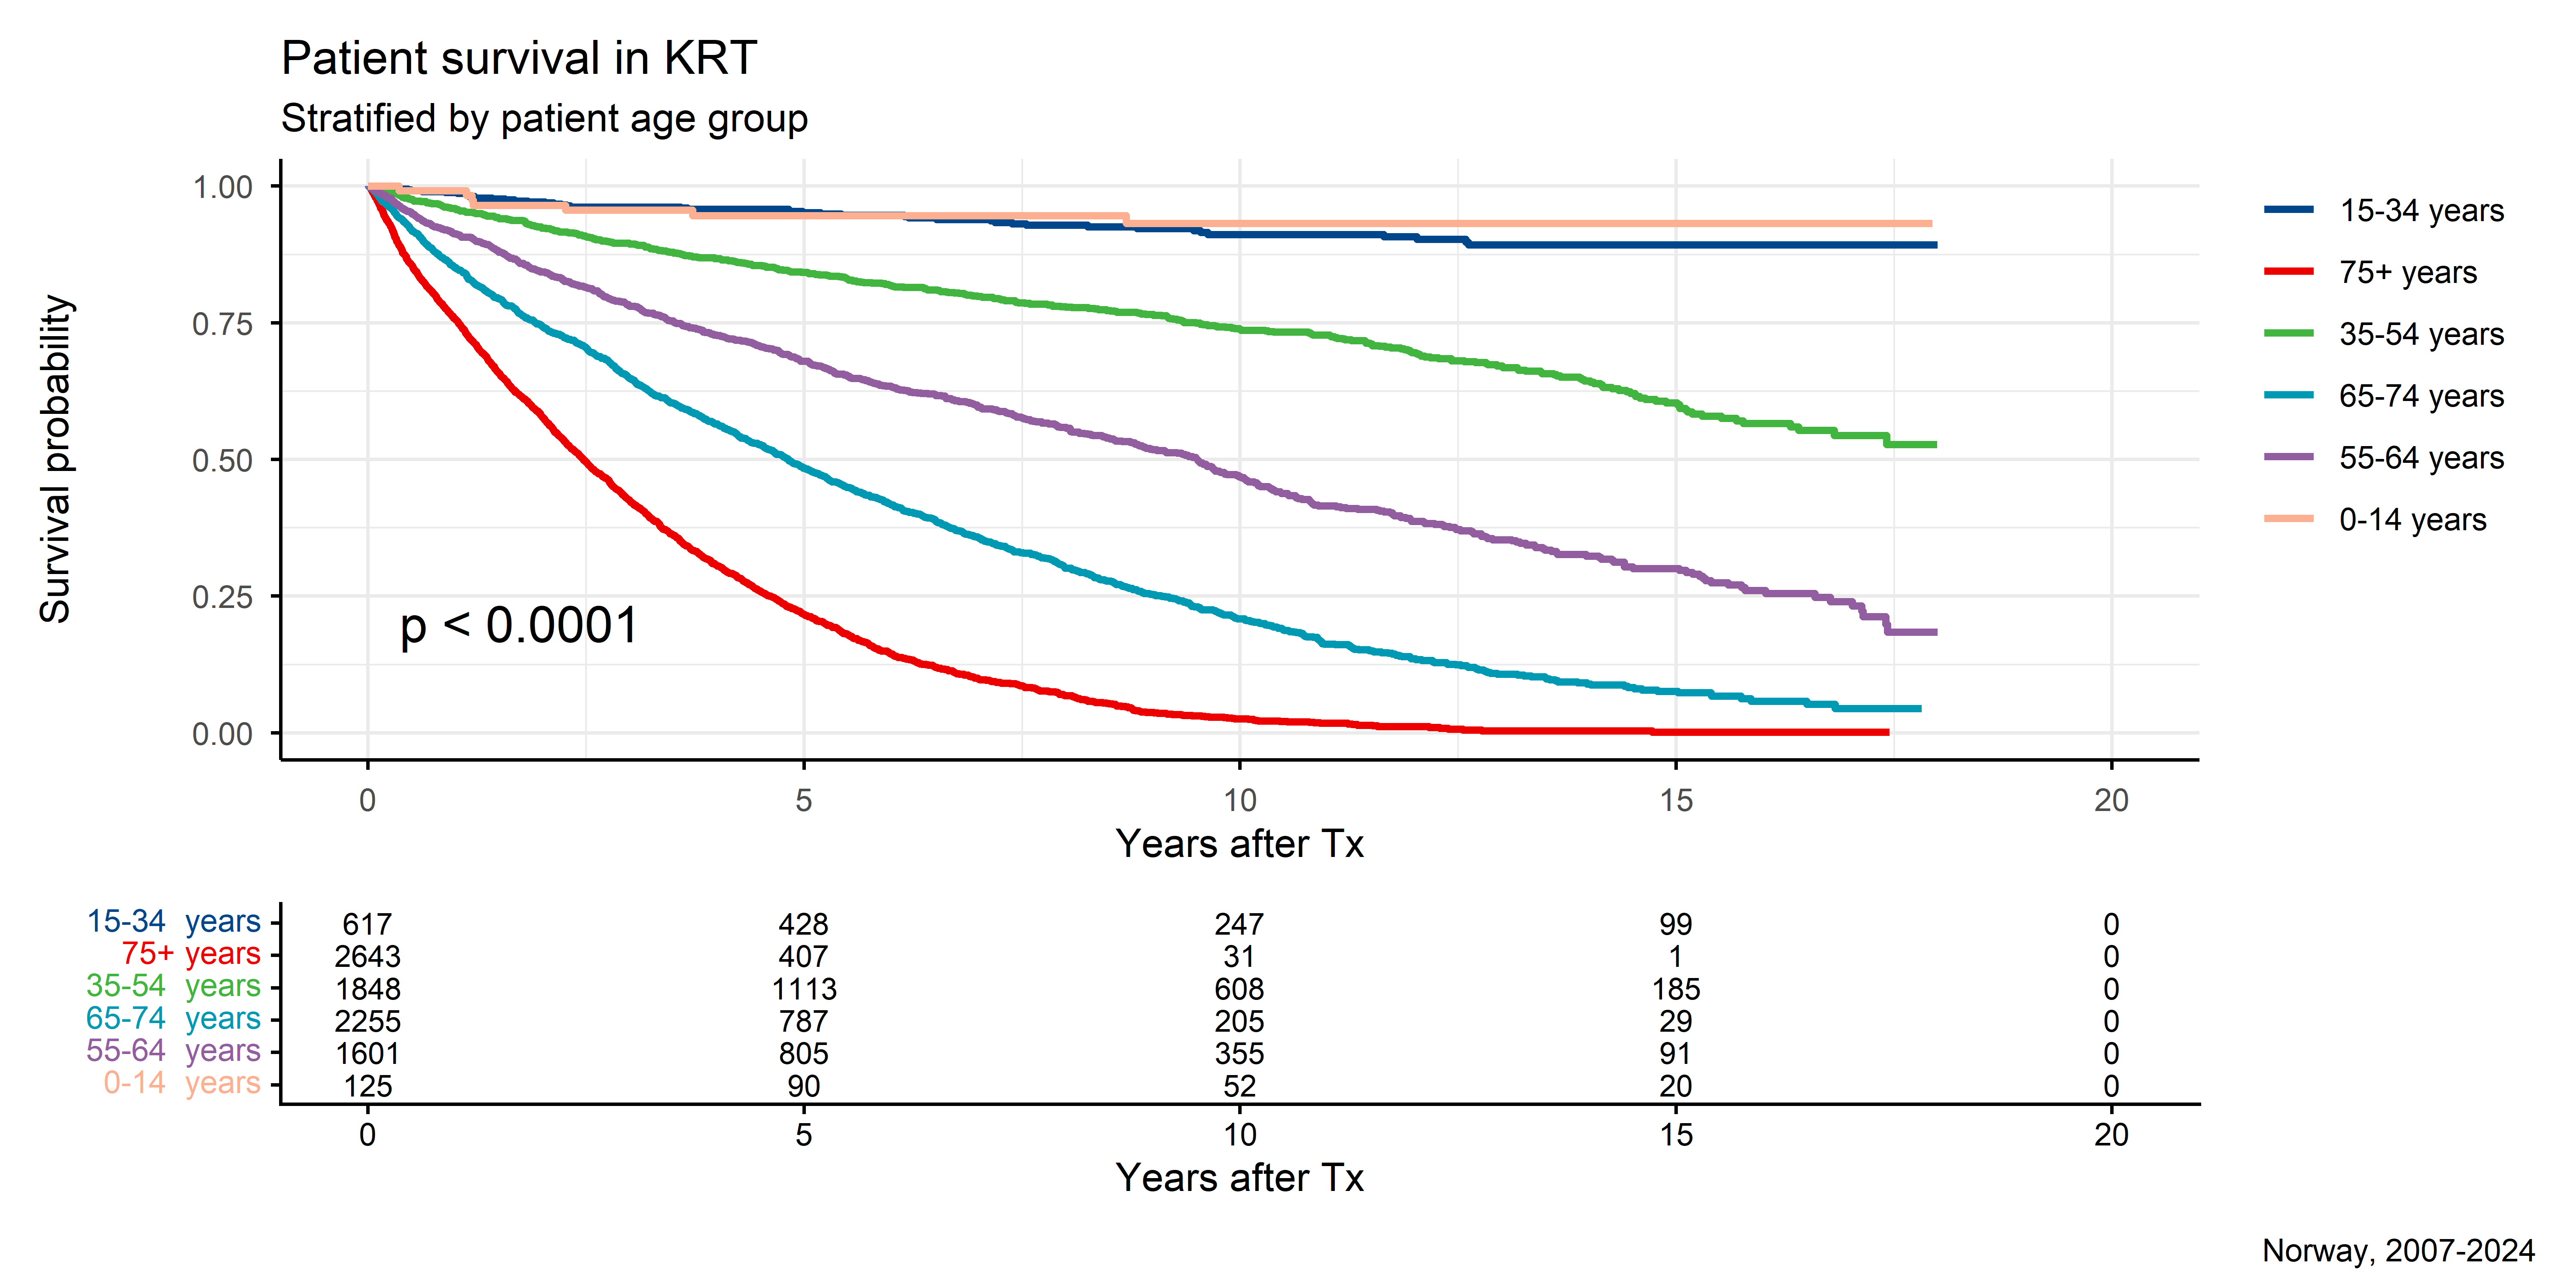 Patient survival in KRT
Stratified by patient age group
Survival probability
1.00
0.75
0.50
0.25
0.00
p < 0.0001
0 5 10 15 20
Years after Tx
15-34 years
75+ years
35-54 years
65-74 years
55-64 years
0-14 years
15-34 years 617 428 247 99 0
75+ years 2643 407 31 1 0
35-54 years 1848 1113 608 185 0
65-74 years 2255 787 205 29 0
55-64 years 1601 805 355 91 0
0-14 years 125 90 52 20 0
0 5 10 15 20
Years after Tx
Norway, 2007-2024